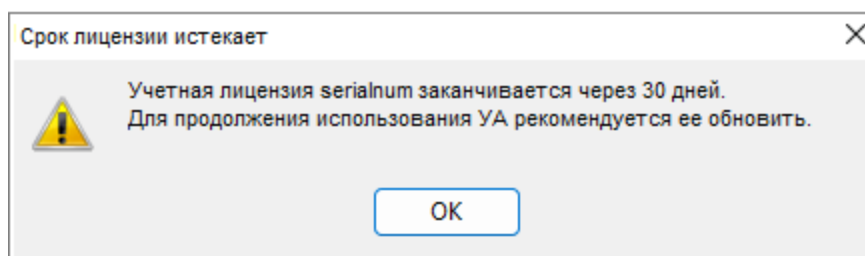 Срок лицензии истекает
Учетная лицензия serialnum заканчивается через 30 дней.
Для продолжения использования УА рекомендуется ее обновить.
OK